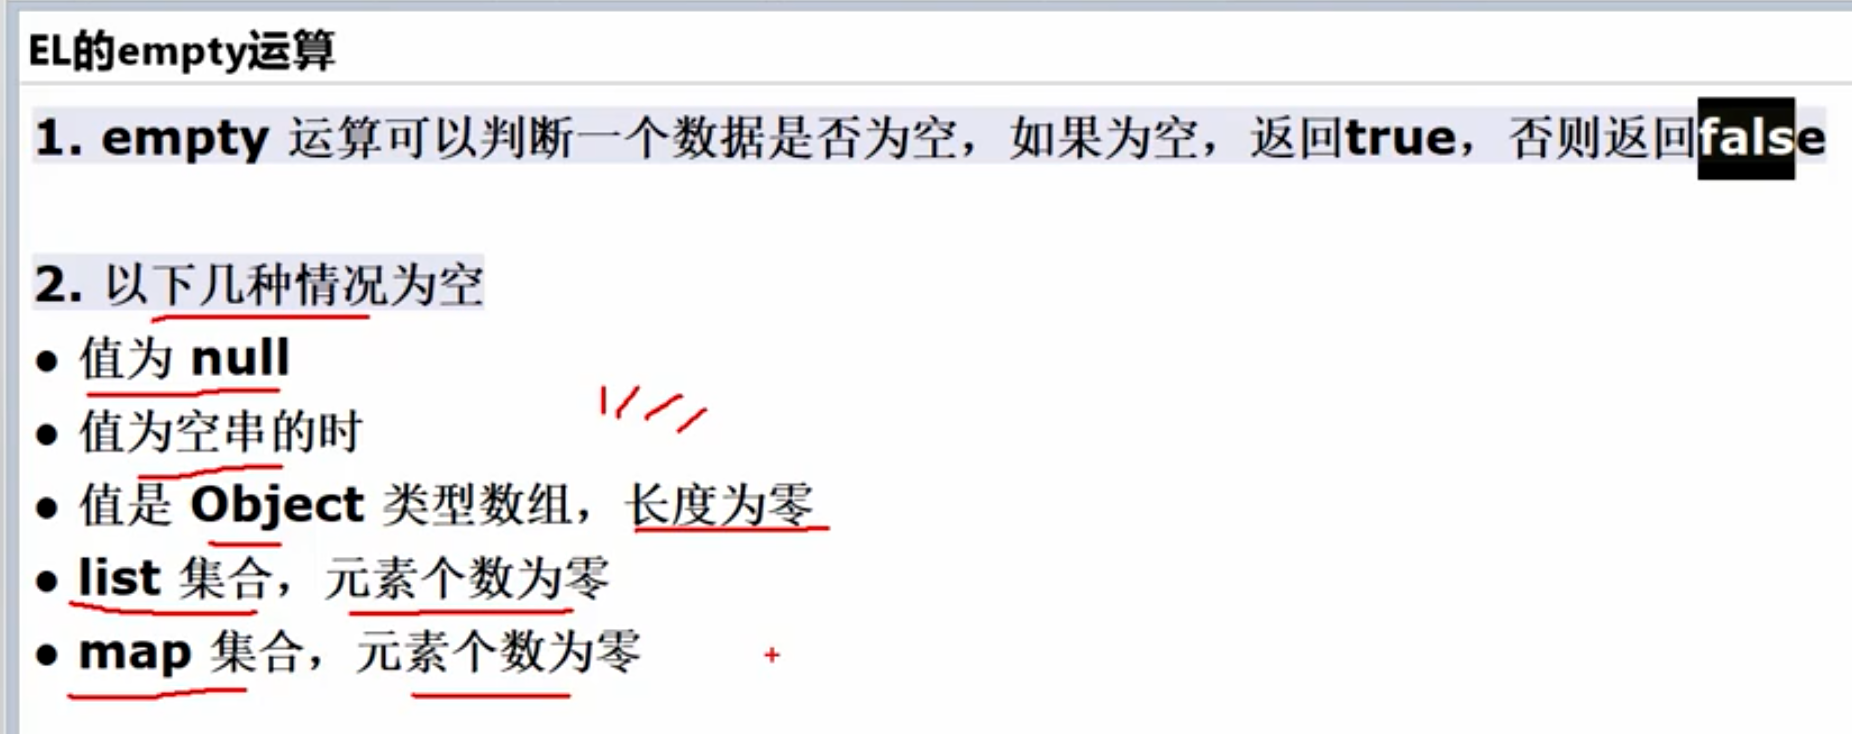 EL的empty运算
1. empty 运算可以判断一个数据是否为空，如果为空，返回true，否则返回false
2. 以下几种情况为空
● 值为 null
● 值为空串的时
● 值是 Object 类型数组，长度为零
● list 集合，元素个数为零
● map 集合，元素个数为零